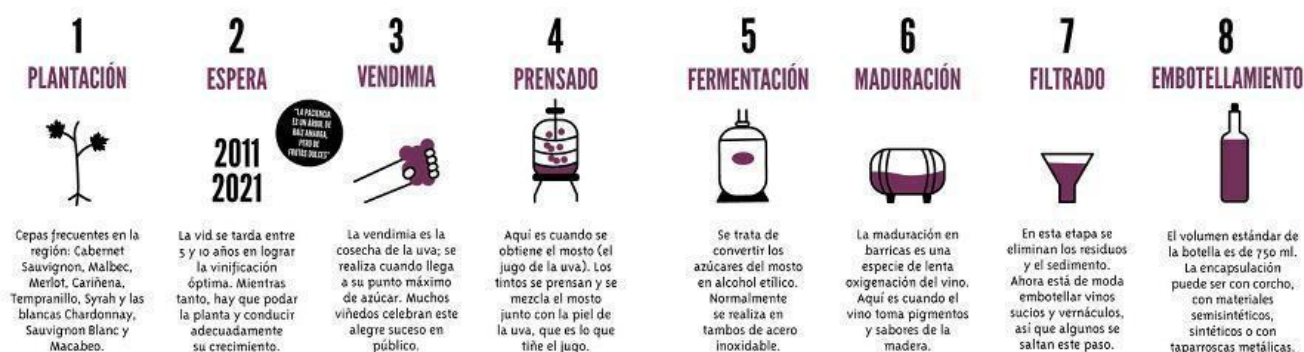 1
PLANTACIÓN
Cepas frecuentes en la
región: Cabernet
Sauvignon, Malbec,
Merlot, Cariñena,
Tempranillo, Syrah y las
blancas Chardonnay,
Sauvignon Blanc y
Macabeo.
2
ESPERA
"LA PACIENCIA
ES UN ÁRBOL DE
RAÍZ AMARGA,
PERO DE
FRUTOS DULCES"
2011
2021
La vid se tarda entre
5 y 10 años en lograr
la vinificación
óptima. Mientras
tanto, hay que podar
la planta y conducir
adecuadamente
su crecimiento.
3
VENDIMIA
La vendimia es la
cosecha de la uva; se
realiza cuando llega
a su punto máximo
de azúcar. Muchos
viñedos celebran este
alegre suceso en
público.
4
PRENSADO
Aquí es cuando se
obtiene el mosto (el
jugo de la uva). Los
tintos se prensan y se
mezcla el mosto
junto con la piel de
la uva, que es lo que
tiñe el jugo.
5
FERMENTACIÓN
Se trata de
convertir los
azúcares del mosto
en alcohol etílico.
Normalmente
se realiza en
tambos de acero
inoxidable.
6
MADURACIÓN
La maduración en
barricas es una
especie de lenta
oxigenación del vino.
Aquí es cuando el
vino toma pigmentos
y sabores de la
madera.
7
FILTRADO
En esta etapa se
eliminan los residuos
y el sedimento.
Ahora está de moda
embotellar vinos
sucios y vernáculos,
así que algunos se
saltan este paso.
8
EMBOTELLAMIENTO
El volumen estándar de
la botella es de 750 ml.
La encapsulación
puede ser con corcho,
con materiales
semisintéticos,
sintéticos o con
taparroscas metálicas.